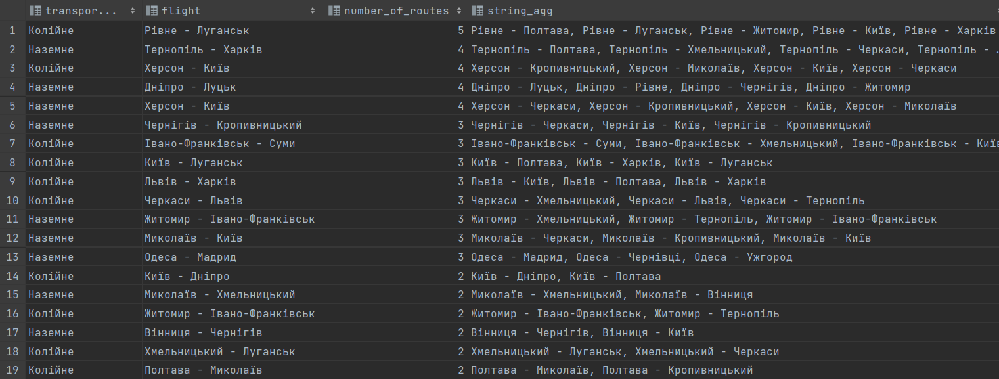 transpor... flight number_of_routes string_agg
1 Колійне Рівне - Луганськ 5 Рівне - Полтава, Рівне - Луганськ, Рівне - Житомир, Рівне - Київ, Рівне - Харків
2 Наземне Тернопіль - Харків 4 Тернопіль - Полтава, Тернопіль - Хмельницький, Тернопіль - Черкаси, Тернопіль - .
3 Колійне Херсон - Київ 4 Херсон - Кропивницький, Херсон - Миколаїв, Херсон - Київ, Херсон - Черкаси
4 Наземне Дніпро - Луцьк 4 Дніпро - Луцьк, Дніпро - Рівне, Дніпро - Чернігів, Дніпро - Житомир
5 Наземне Херсон - Київ 4 Херсон - Черкаси, Херсон - Кропивницький, Херсон - Київ, Херсон - Миколаїв
6 Наземне Чернігів - Кропивницький 3 Чернігів - Черкаси, Чернігів - Київ, Чернігів - Кропивницький
7 Колійне Івано-Франківськ - Суми 3 Івано-Франківськ - Суми, Івано-Франківськ - Хмельницький, Івано-Франківськ - Київ
8 Колійне Київ - Луганськ 3 Київ - Полтава, Київ - Харків, Київ - Луганськ
9 Колійне Львів - Харків 3 Львів - Київ, Львів - Полтава, Львів - Харків
10 Колійне Черкаси - Львів 3 Черкаси - Хмельницький, Черкаси - Львів, Черкаси - Тернопіль
11 Наземне Житомир - Івано-Франківськ 3 Житомир - Хмельницький, Житомир - Тернопіль, Житомир - Івано-Франківськ
12 Наземне Миколаїв - Київ 3 Миколаїв - Черкаси, Миколаїв - Кропивницький, Миколаїв - Київ
13 Наземне Одеса - Мадрид 3 Одеса - Мадрид, Одеса - Чернівці, Одеса - Ужгород
14 Колійне Київ - Дніпро 2 Київ - Дніпро, Київ - Полтава
15 Наземне Миколаїв - Хмельницький 2 Миколаїв - Хмельницький, Миколаїв - Вінниця
16 Колійне Житомир - Івано-Франківськ 2 Житомир - Івано-Франківськ, Житомир - Тернопіль
17 Наземне Вінниця - Чернігів 2 Вінниця - Чернігів, Вінниця - Київ
18 Колійне Хмельницький - Луганськ 2 Хмельницький - Луганськ, Хмельницький - Черкаси
19 Колійне Полтава - Миколаїв 2 Полтава - Миколаїв, Полтава - Кропивницький